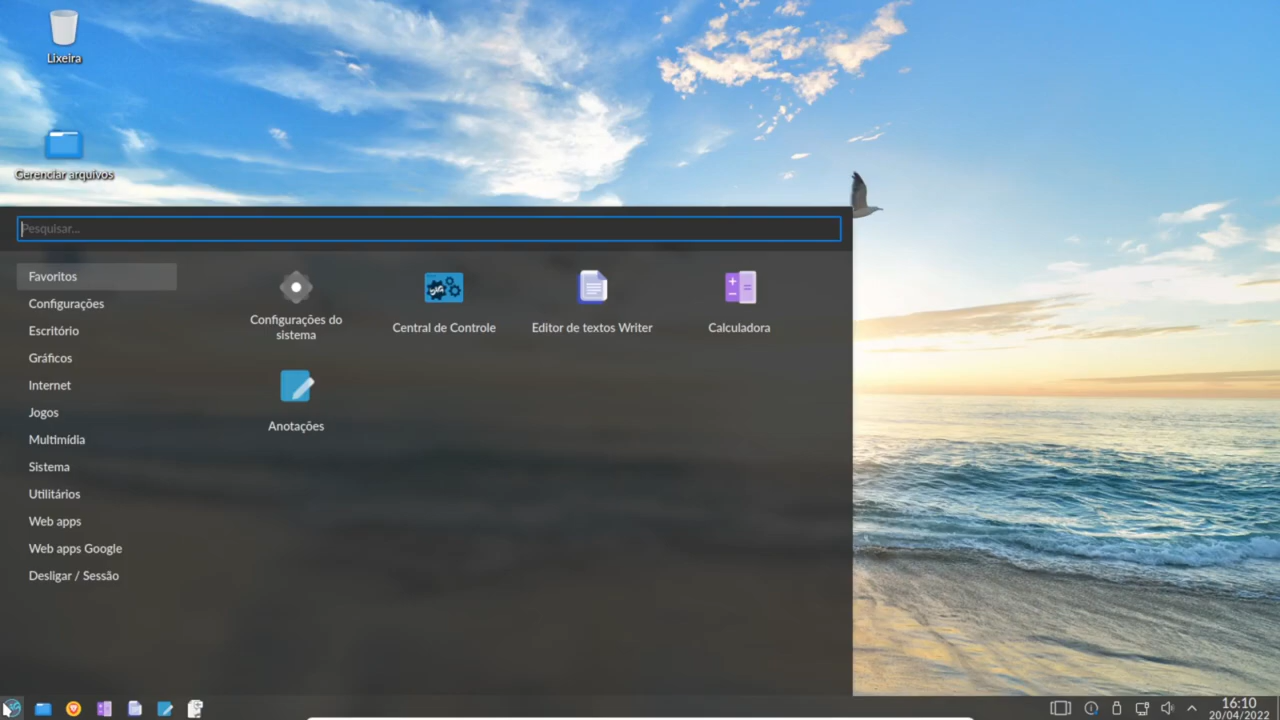 Lixeira
Gerenciar arquivos
Pesquisar...
Favoritos
Configurações
Escritório
Gráficos
Internet
Jogos
Multimídia
Sistema
Utilitários
Web apps
Web apps Google
Desligar / Sessão
Configurações do
sistema
Central de Controle
Editor de textos Writer
Calculadora
Anotações
16:10
20/04/2022